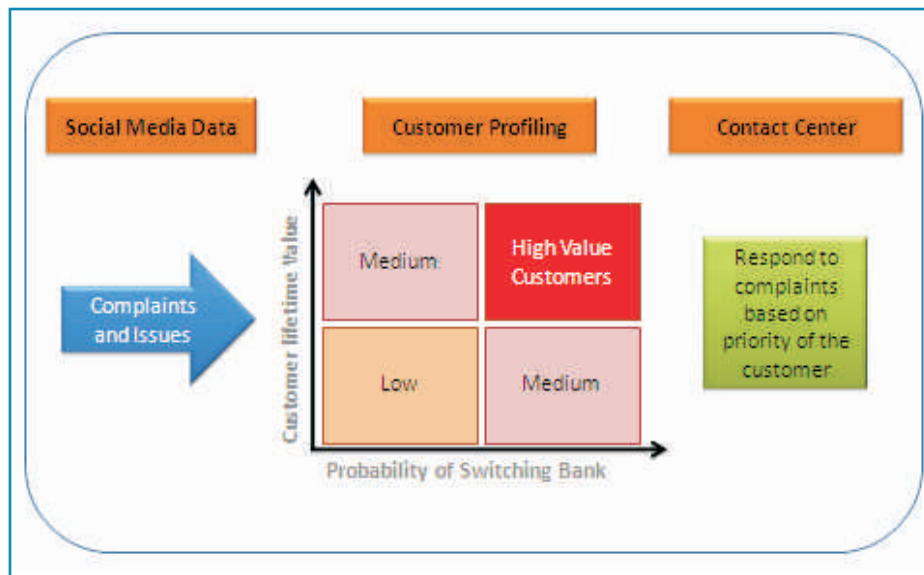 Social Media Data
Customer Profiling
Contact Center
Complaints
and Issues
Customer lifetime Value
Medium
High Value
Customers
Low
Medium
Probability of Switching Bank
Respond to
complaints
based on
priority of the
customer